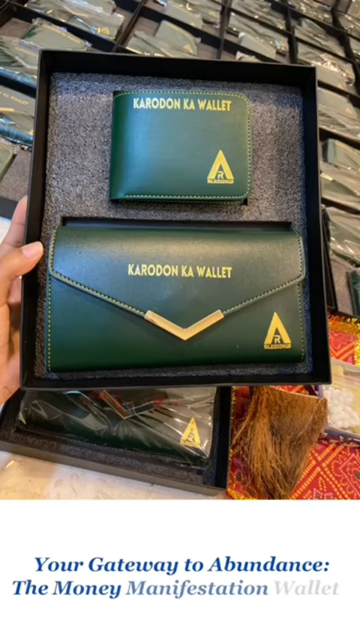 KARODON KA WALLET
KARODON KA WALLET
Your Gateway to Abundance:
The Money Manifestation Wallet